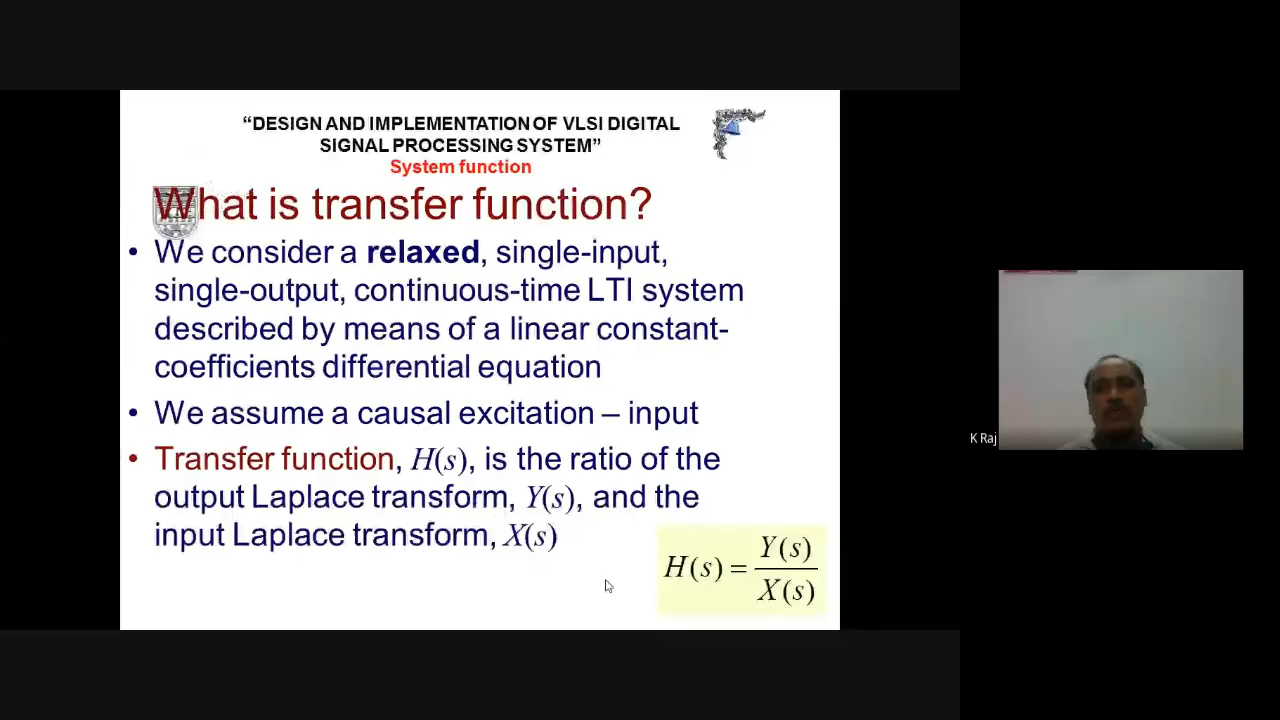 “DESIGN AND IMPLEMENTATION OF VLSI DIGITAL
SIGNAL PROCESSING SYSTEM”
System function
What is transfer function?
• We consider a relaxed, single-input,
single-output, continuous-time LTI system
described by means of a linear constant-
coefficients differential equation
• We assume a causal excitation – input
• Transfer function, H(s), is the ratio of the
output Laplace transform, Y(s), and the
input Laplace transform, X(s)
H(s) = Y(s)
X(s)
K Raj